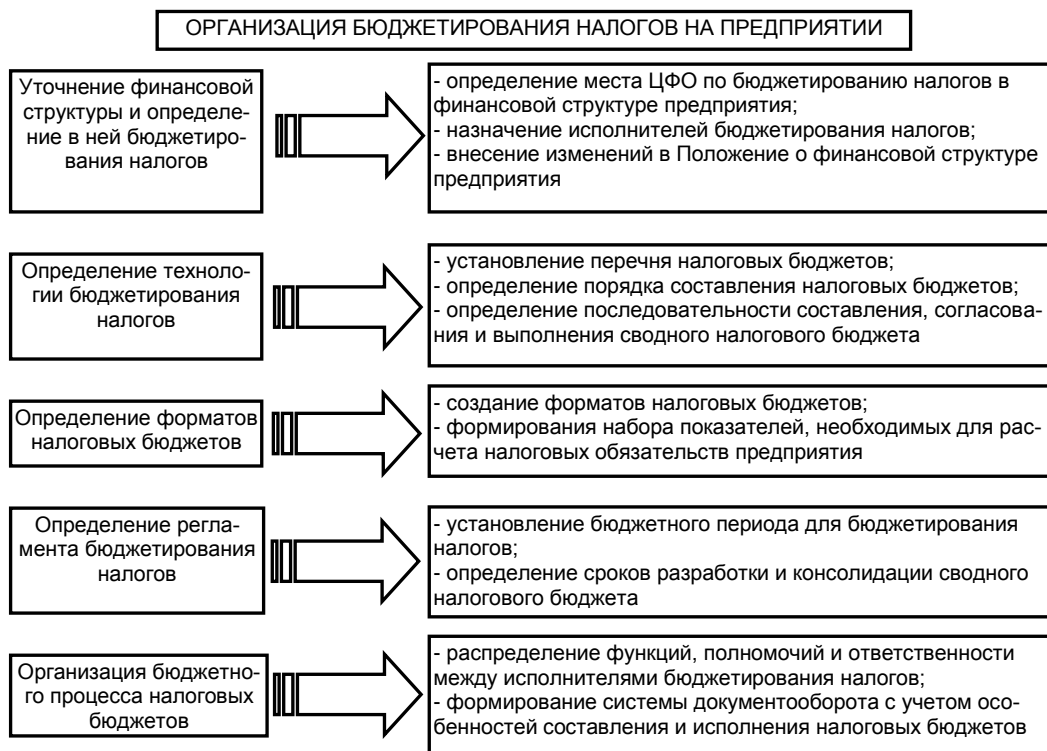 ОРГАНИЗАЦИЯ БЮДЖЕТИРОВАНИЯ НАЛОГОВ НА ПРЕДПРИЯТИИ
Уточнение финансовой
структуры и определе-
ние в ней бюджетиро-
вания налогов
- определение места ЦФО по бюджетированию налогов в
финансовой структуре предприятия;
- назначение исполнителей бюджетирования налогов;
- внесение изменений в Положение о финансовой структуре
предприятия
Определение техноло-
гии бюджетирования
налогов
- установление перечня налоговых бюджетов;
- определение порядка составления налоговых бюджетов;
- определение последовательности составления, согласова-
ния и выполнения сводного налогового бюджета
Определение форматов
налоговых бюджетов
- создание форматов налоговых бюджетов;
- формирования набора показателей, необходимых для рас-
чета налоговых обязательств предприятия
Определение регла-
мента бюджетирования
налогов
- установление бюджетного периода для бюджетирования
налогов;
- определение сроков разработки и консолидации сводного
налогового бюджета
Организация бюджетно-
го процесса налоговых
бюджетов
- распределение функций, полномочий и ответственности
между исполнителями бюджетирования налогов;
- формирование системы документооборота с учетом осо-
бенностей составления и исполнения налоговых бюджетов